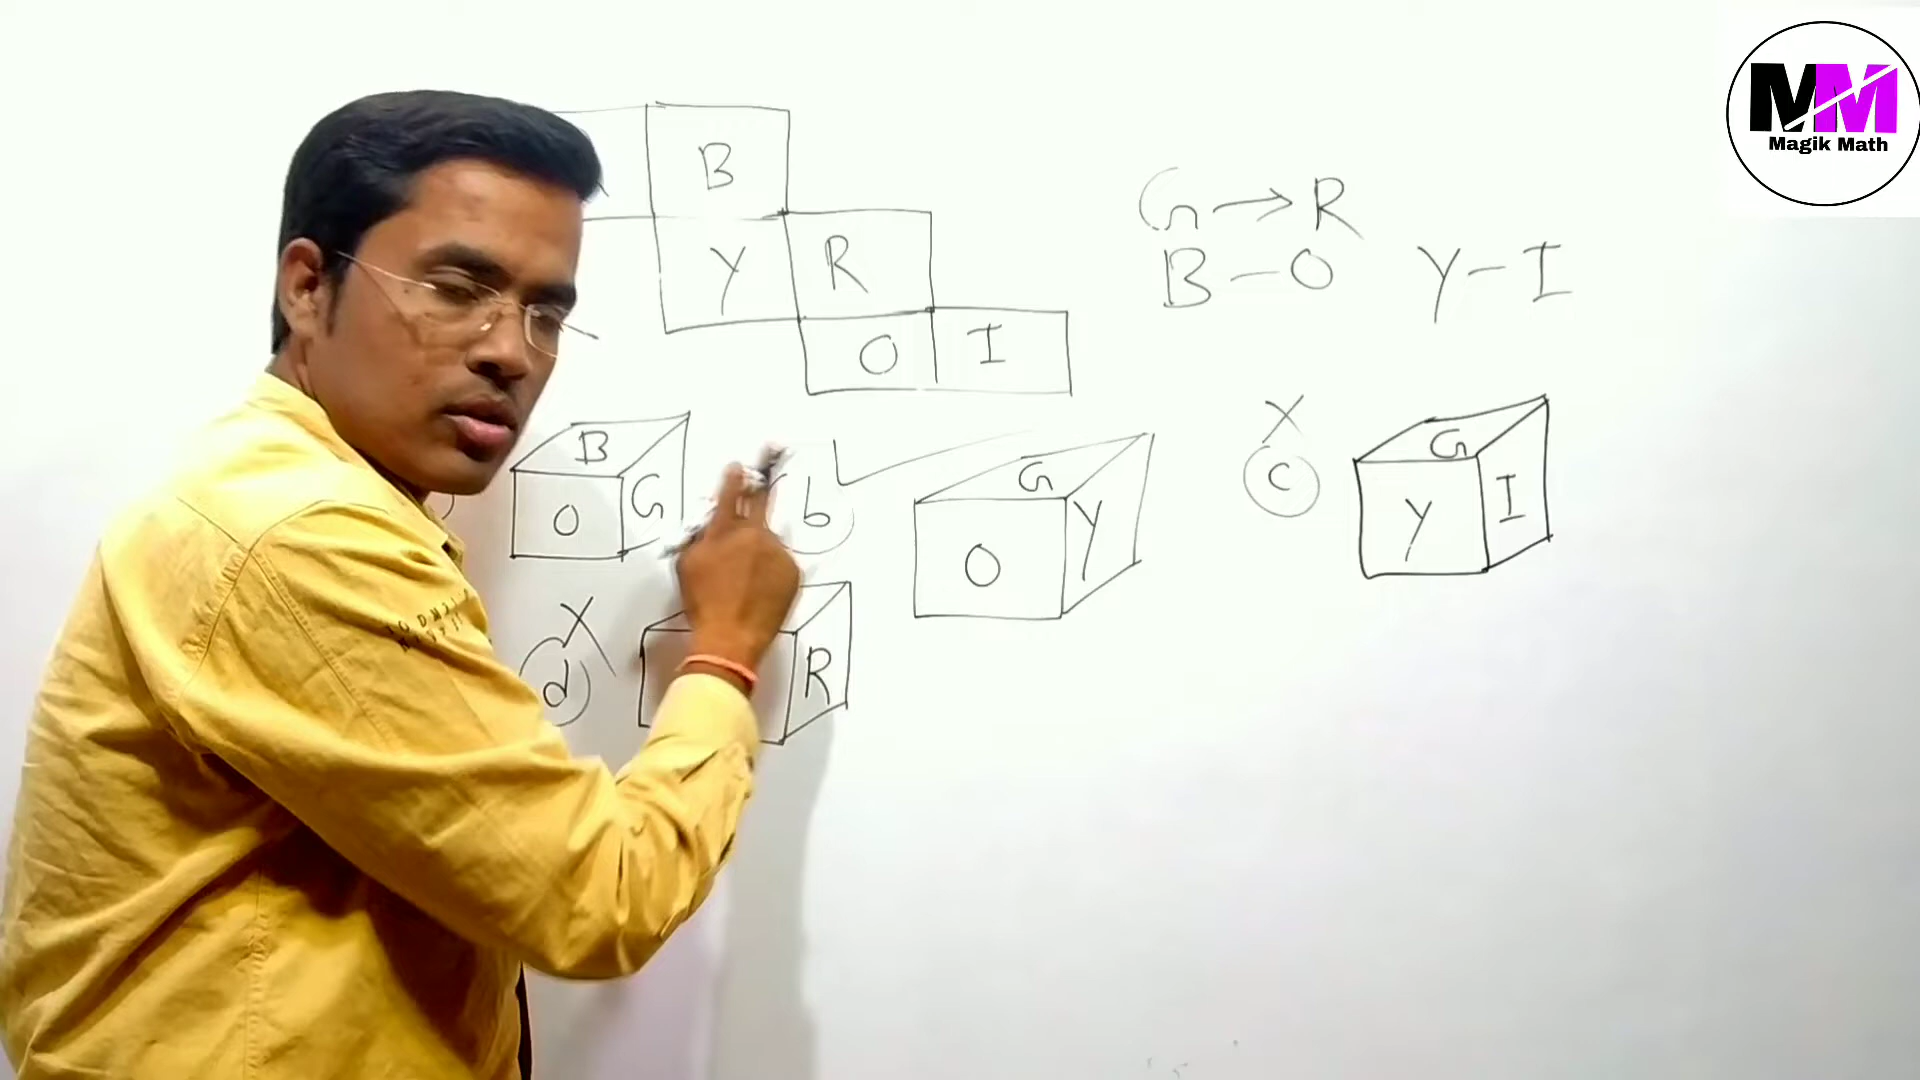 MM
Magik Math
B
G → R
Y R
B - O Y - I
O I
X
B
G
C
G
O G
b
Y I
O Y
X
d
R